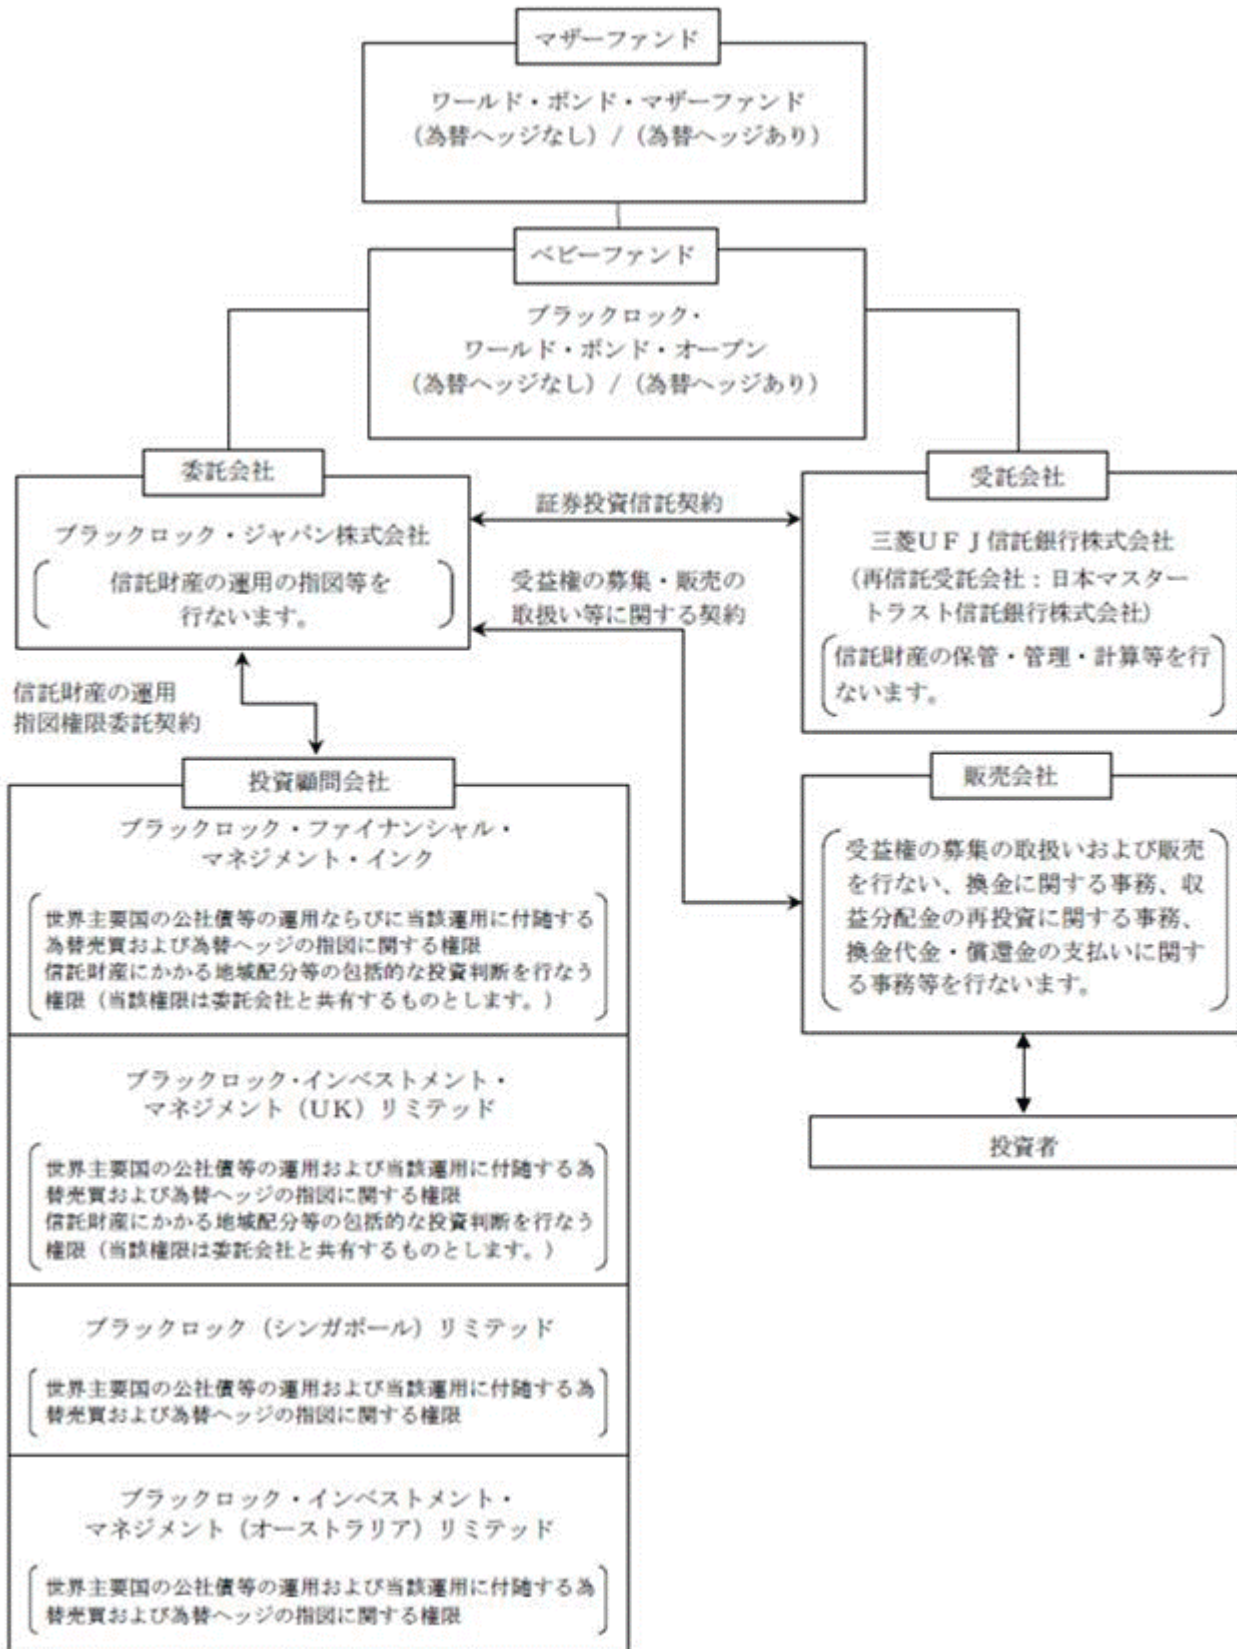 マザーファンド
ワールド・ボンド・マザーファンド
（為替ヘッジなし）/（為替ヘッジあり）
ベビーファンド
ブラックロック・
ワールド・ボンド・オープン
（為替ヘッジなし）/（為替ヘッジあり）
委託会社
ブラックロック・ジャパン株式会社
信託財産の運用の指図等を
行ないます。
証券投資信託契約
受益権の募集・販売の
取扱い等に関する契約
受託会社
三菱ＵＦＪ信託銀行株式会社
（再信託受託会社：日本マスター
トラスト信託銀行株式会社）
信託財産の保管・管理・計算等を行
ないます。
信託財産の運用
指図権限委託契約
投資顧問会社
ブラックロック・ファイナンシャル・
マネジメント・インク
世界主要国の公社債等の運用ならびに当該運用に付随する
為替売買および為替ヘッジの指図に関する権限
信託財産にかかる地域配分等の包括的な投資判断を行なう
権限（当該権限は委託会社と共有するものとします。）
ブラックロック・インベストメント・
マネジメント（ＵＫ）リミテッド
世界主要国の公社債等の運用および当該運用に付随する為
替売買および為替ヘッジの指図に関する権限
信託財産にかかる地域配分等の包括的な投資判断を行なう
権限（当該権限は委託会社と共有するものとします。）
ブラックロック（シンガポール）リミテッド
世界主要国の公社債等の運用および当該運用に付随する為
替売買および為替ヘッジの指図に関する権限
ブラックロック・インベストメント・
マネジメント（オーストラリア）リミテッド
世界主要国の公社債等の運用および当該運用に付随する為
替売買および為替ヘッジの指図に関する権限
販売会社
受益権の募集の取扱いおよび販売
を行ない、換金に関する事務、収
益分配金の再投資に関する事務、
換金代金・償還金の支払いに関す
る事務等を行ないます。
投資者